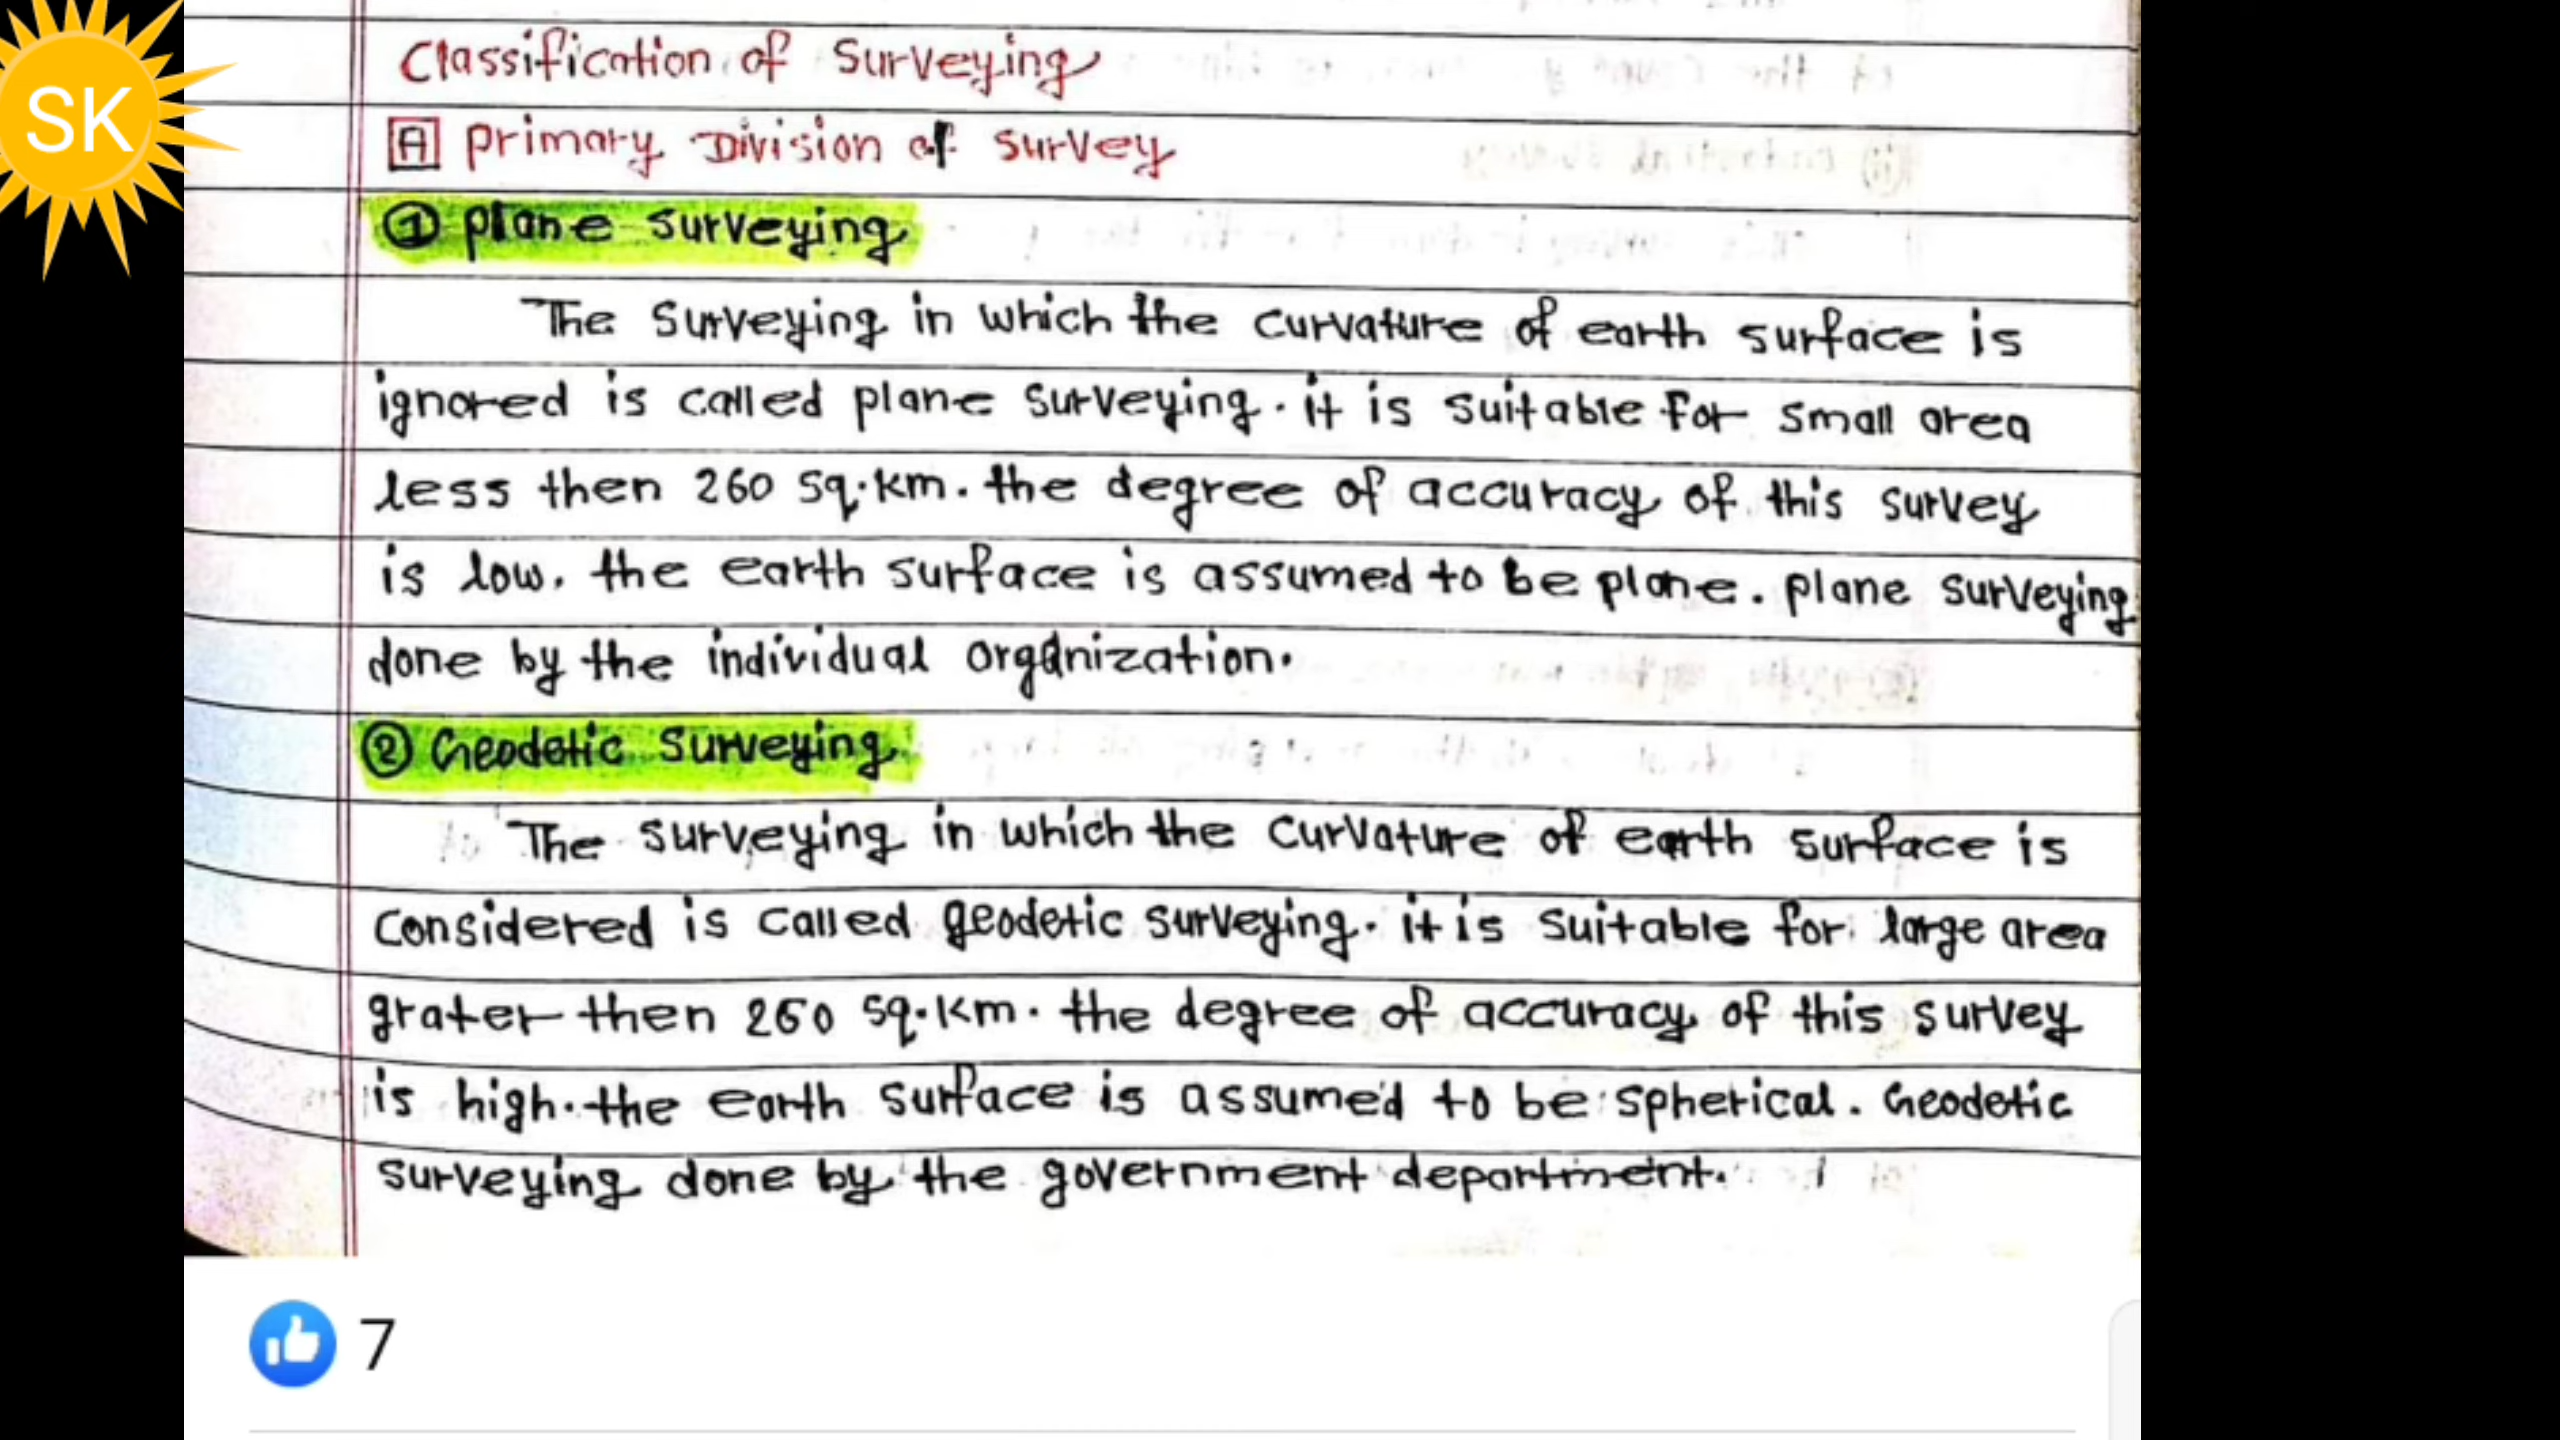 SK
Classification of Surveying
A Primary Division of survey
1 plane surveying
The Surveying in which the curvature of earth surface is
ignored is called plane surveying. it is suitable for small area
less then 260 sq.km. the degree of accuracy of this survey
is low. the earth surface is assumed to be plane. plane surveying
done by the individual organization.
2 Geodetic Surveying
The surveying in which the curvature of earth surface is
Considered is called geodetic surveying. it is suitable for large area
grater then 260 sq.km. the degree of accuracy of this survey
is high. the earth surface is assumed to be spherical. Geodetic
surveying done by the government department.
7